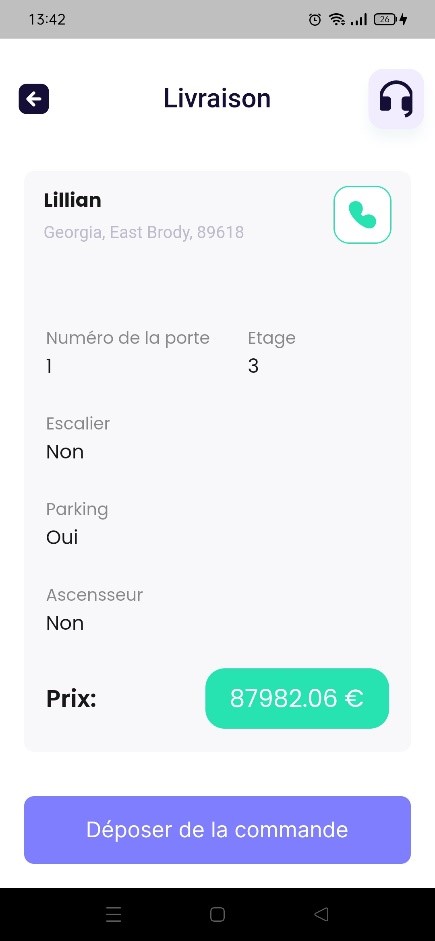 13:42
26
Livraison
Lillian
Georgia, East Brody, 89618
Numéro de la porte
Etage
1
3
Escalier
Non
Parking
Oui
Ascensseur
Non
Prix:
87982.06 €
Déposer de la commande